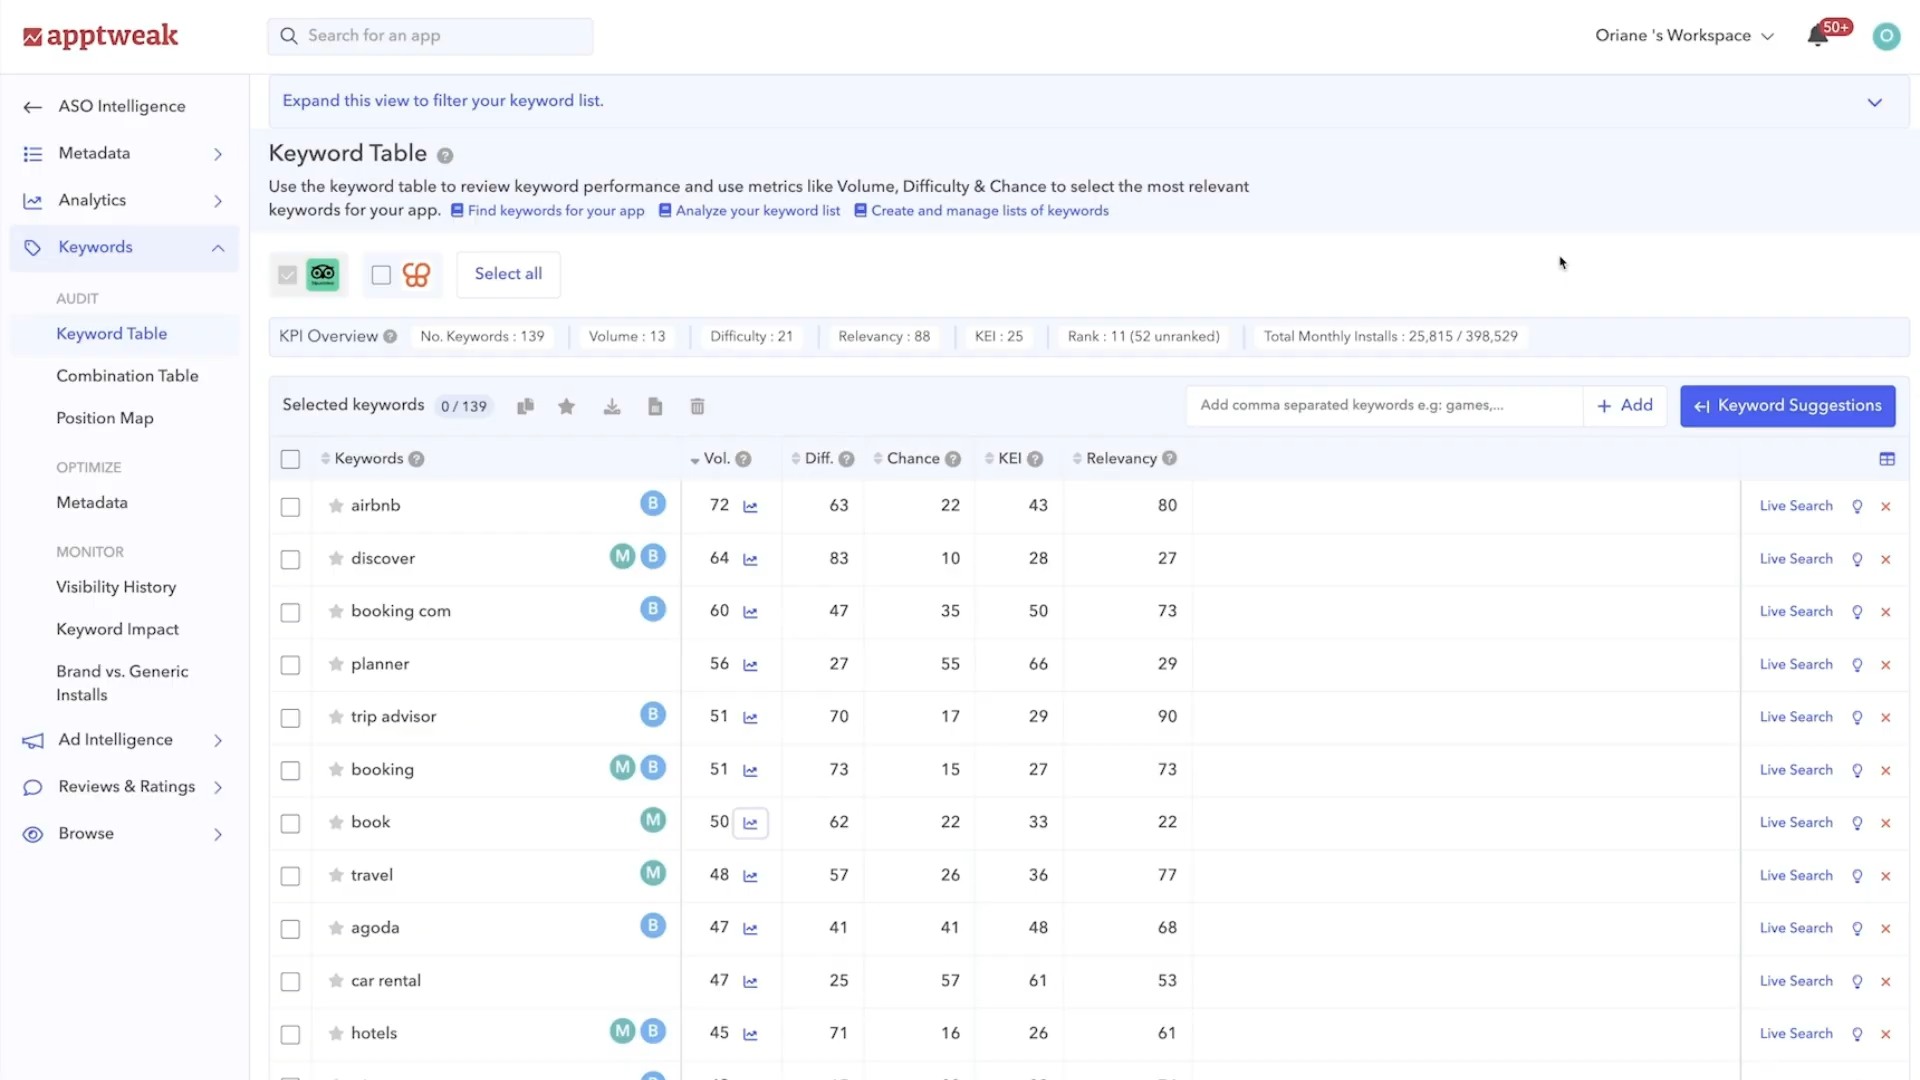 apptweak
Search for an app
Oriane 's Workspace
50+
O
ASO Intelligence
Metadata
Analytics
Keywords
AUDIT
Keyword Table
Combination Table
Position Map
OPTIMIZE
Metadata
MONITOR
Visibility History
Keyword Impact
Brand vs. Generic
Installs
Ad Intelligence
Reviews & Ratings
Browse
Expand this view to filter your keyword list.
Keyword Table ?
Use the keyword table to review keyword performance and use metrics like Volume, Difficulty & Chance to select the most relevant
keywords for your app. Find keywords for your app Analyze your keyword list Create and manage lists of keywords
Select all
KPI Overview ? No. Keywords : 139 Volume : 13 Difficulty : 21 Relevancy : 88 KEI : 25 Rank : 11 (52 unranked) Total Monthly Installs : 25,815 / 398,529
Selected keywords 0 / 139 Add comma separated keywords e.g: games,... + Add Keyword Suggestions
Keywords ? Vol. ? Diff. ? Chance ? KEI ? Relevancy ?
airbnb B 72 63 22 43 80 Live Search
discover M B 64 83 10 28 27 Live Search
booking com B 60 47 35 50 73 Live Search
planner 56 27 55 66 29 Live Search
trip advisor B 51 70 17 29 90 Live Search
booking M B 51 73 15 27 73 Live Search
book M 50 62 22 33 22 Live Search
travel M 48 57 26 36 77 Live Search
agoda B 47 41 41 48 68 Live Search
car rental 47 25 57 61 53 Live Search
hotels M B 45 71 16 26 61 Live Search